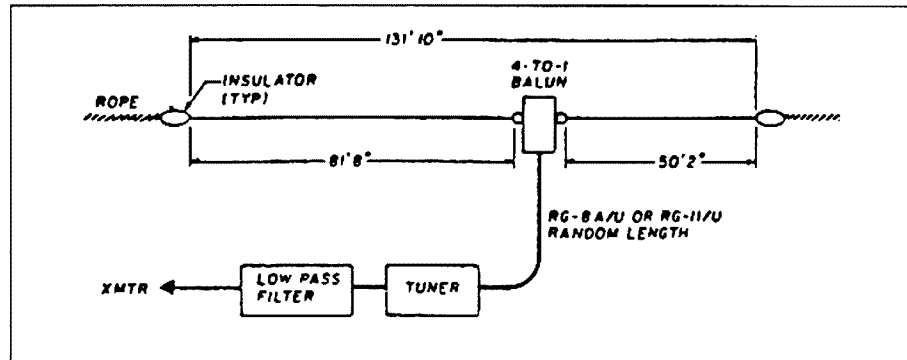 131'10"
4-TO-1
BALUN
INSULATOR
(TYP)
ROPE
81'8"
50'2"
RG-8A/U OR RG-11/U
RANDOM LENGTH
XMTR
LOW PASS
FILTER
TUNER